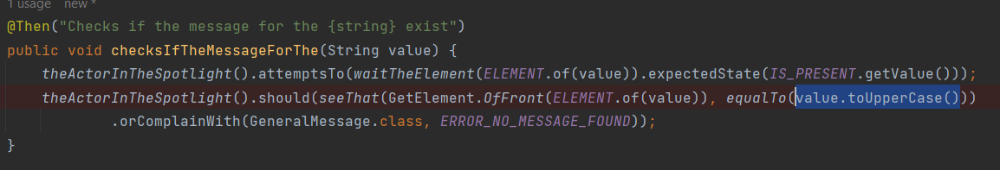 1 usage new *
@Then("Checks if the message for the {string} exist")
public void checksIfTheMessageForThe(String value) {
theActorInTheSpotlight().attemptsTo(waitTheElement(ELEMENT.of(value)).expectedState(IS_PRESENT.getValue()));
theActorInTheSpotlight().should(seeThat(GetElement.OfFront(ELEMENT.of(value)), equalTo(value.toUpperCase()))
.orComplainWith(GeneralMessage.class, ERROR_NO_MESSAGE_FOUND));
}